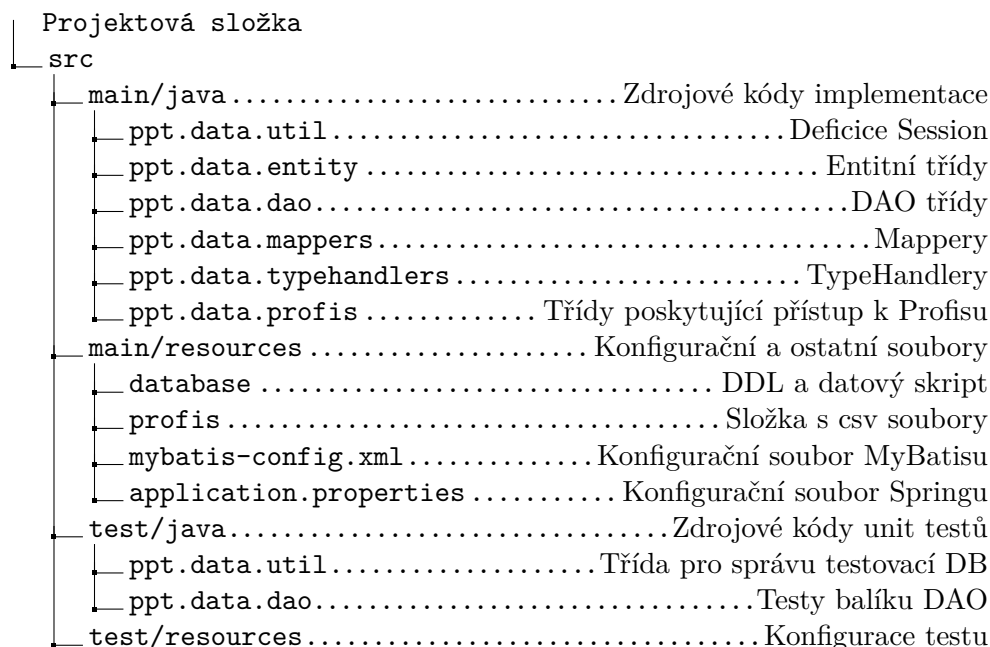 Projektová složka
src
main/java.............................Zdrojové kódy implementace
ppt.data.util..................................Deficice Session
ppt.data.entity..................................Entitní třídy
ppt.data.dao........................................DAO třídy
ppt.data.mappers.....................................Mappery
ppt.data.typehandlers..........................TypeHandlery
ppt.data.profis.............Třídy poskytující přístup k Profisu
main/resources.....................Konfigurační a ostatní soubory
database..................................DDL a datový skript
profis.....................................Složka s csv soubory
mybatis-config.xml..............Konfigurační soubor MyBatisu
application.properties...........Konfigurační soubor Springu
test/java.................................Zdrojové kódy unit testů
ppt.data.util....................Třída pro správu testovací DB
ppt.data.dao.................................Testy balíku DAO
test/resources..................................Konfigurace testu